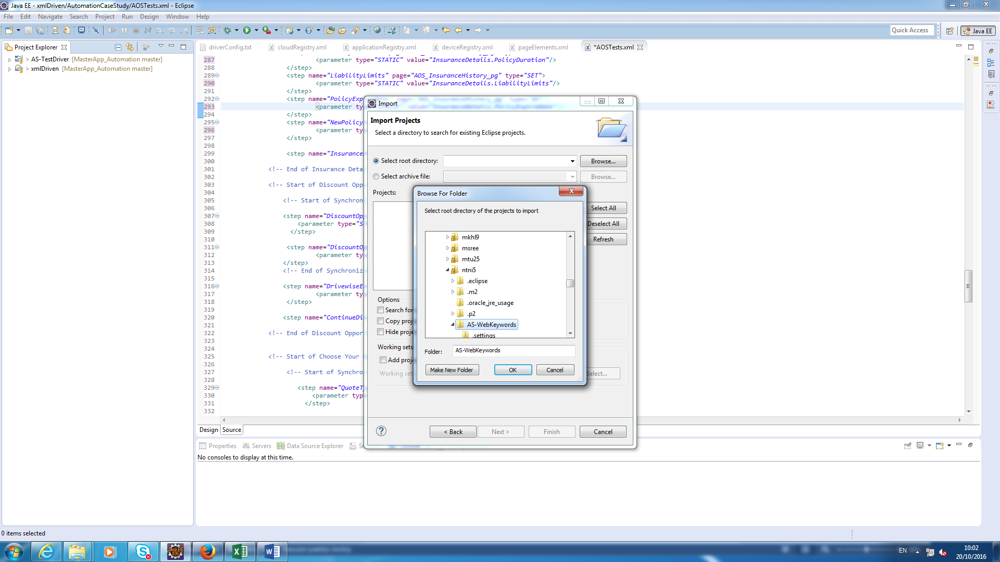 Java EE - xmlDriven/AutomationCaseStudy/AOSTests.xml - Eclipse
File Edit Navigate Search Project Run Design Window Help
Quick Access
Java EE
Project Explorer
> AS-TestDriver [MasterApp_Automation master]
> xmlDriven [MasterApp_Automation master]
driverConfig.txt
cloudRegistry.xml
applicationRegistry.xml
deviceRegistry.xml
pageElements.xml
*AOSTests.xml
287 <parameter type="STATIC" value="InsuranceDetails.PolicyDuration"/>
288 </step>
289 <step name="LiabilityLimits" page="AOS_InsuranceHistory_pg" type="SET">
290 <parameter type="STATIC" value="InsuranceDetails.LiabilityLimits"/>
291 </step>
292 <step name="PolicyExp
293 <parameter ty
294 </step>
295 <step name="NewPolicy
296 <parameter ty
297 </step>
298
299 <step name="Insurance
300
301 <!-- End of Insurance Deta
302
303 <!-- Start of Discount Opp
304
305 <!-- Start of Synchron
306
307 <step name="DiscountOp
308 <parameter type="S
309 </step>
310
311 <step name="DiscountO
312 <parameter ty
313 </step>
314 <!-- End of Synchroniz
315
316 <step name="DrivewiseE
317 <parameter ty
318 </step>
319
320 <step name="ContinueDi
321
322 <!-- End of Discount Oppor
323
324
325 <!-- Start of Choose Your
326
327 <!-- Start of Synchro
328
329 <step name="QuoteT
330 <parameter typ
331 </step>
332
Design Source
Import
Import Projects
Select a directory to search for existing Eclipse projects.
Select root directory:
Browse...
Select archive file:
Browse...
Projects:
Select All
Deselect All
Refresh
Options
Search for
Copy proj
Hide proje
Working sets
Add proje
Working set
Select...
< Back
Next >
Finish
Cancel
Browse For Folder
Select root directory of the projects to import
mkhl9
msree
mtu25
ntni5
.eclipse
.m2
.oracle_jre_usage
.p2
AS-WebKeywords
.settings
Folder: AS-WebKeywords
Make New Folder
OK
Cancel
Properties
Servers
Data Source Explorer
No consoles to display at this time.
0 items selected
Java EE
IDE
EN
10:02
20/10/2016